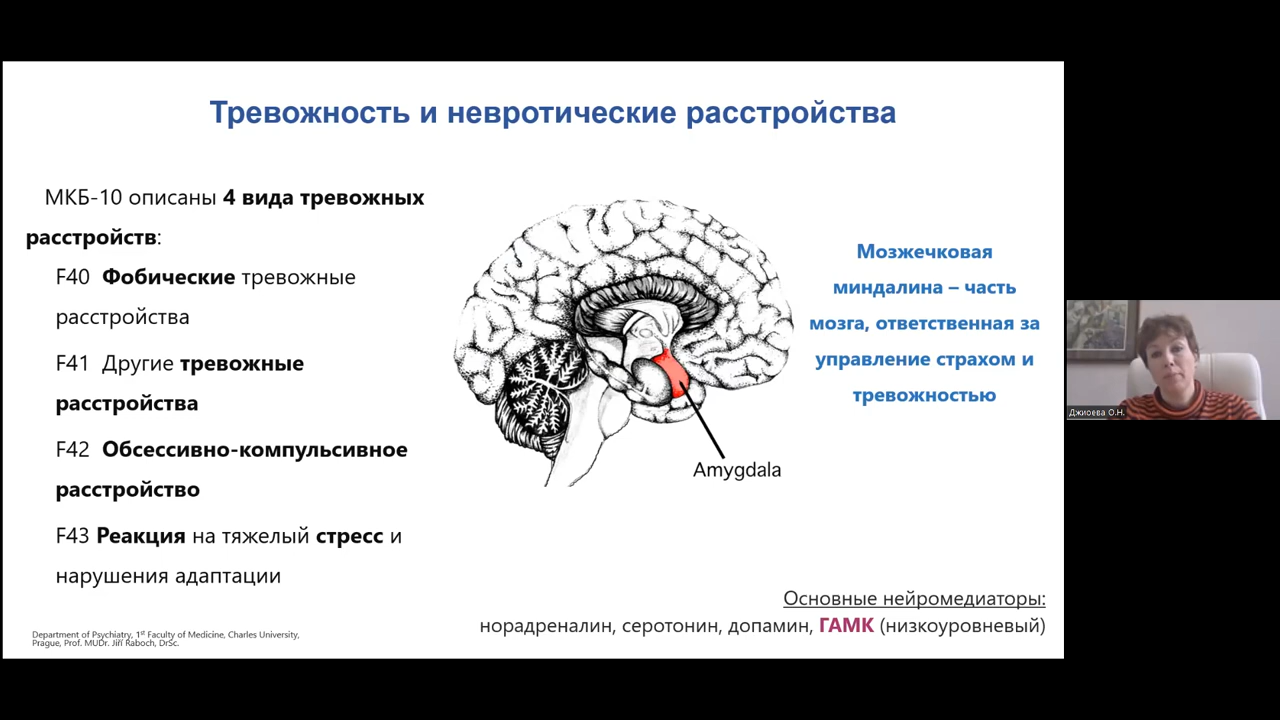 Тревожность и невротические расстройства
МКБ-10 описаны 4 вида тревожных
расстройств:
F40 Фобические тревожные
расстройства
F41 Другие тревожные
расстройства
F42 Обсессивно-компульсивное
расстройство
F43 Реакция на тяжелый стресс и
нарушения адаптации
Department of Psychiatry, 1st Faculty of Medicine, Charles University,
Prague, Prof. MUDr. Jiří Raboch, DrSc.
Amygdala
Мозжечковая
миндалина – часть
мозга, ответственная за
управление страхом и
тревожностью
Основные нейромедиаторы:
норадреналин, серотонин, допамин, ГАМК (низкоуровневый)
Джиоева О.Н.